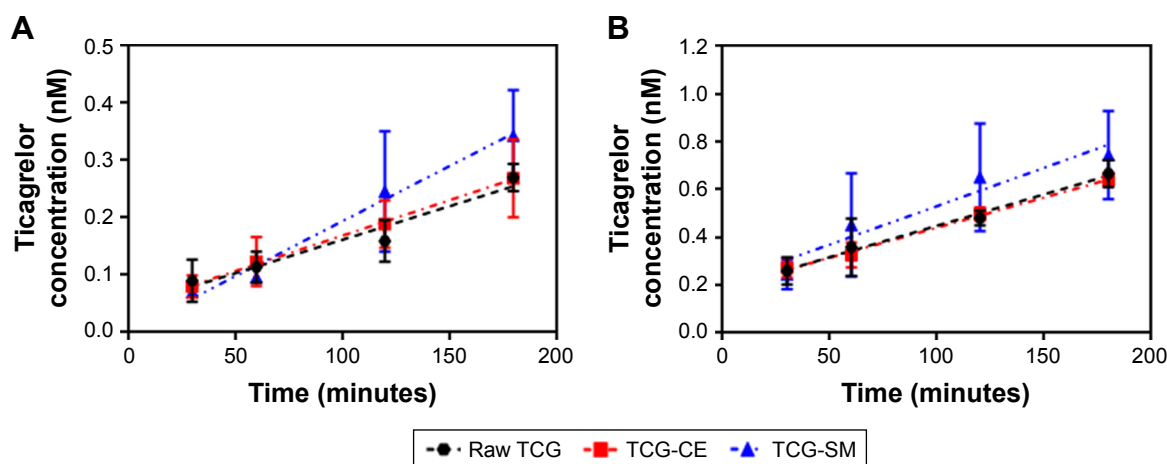 A
Ticagrelor
concentration (nM)
0.5
0.4
0.3
0.2
0.1
0.0
0
50
100
150
200
Time (minutes)
B
Ticagrelor
concentration (nM)
1.2
1.0
0.8
0.6
0.4
0.2
0.0
0
50
100
150
200
Time (minutes)
Raw TCG TCG-CE TCG-SM